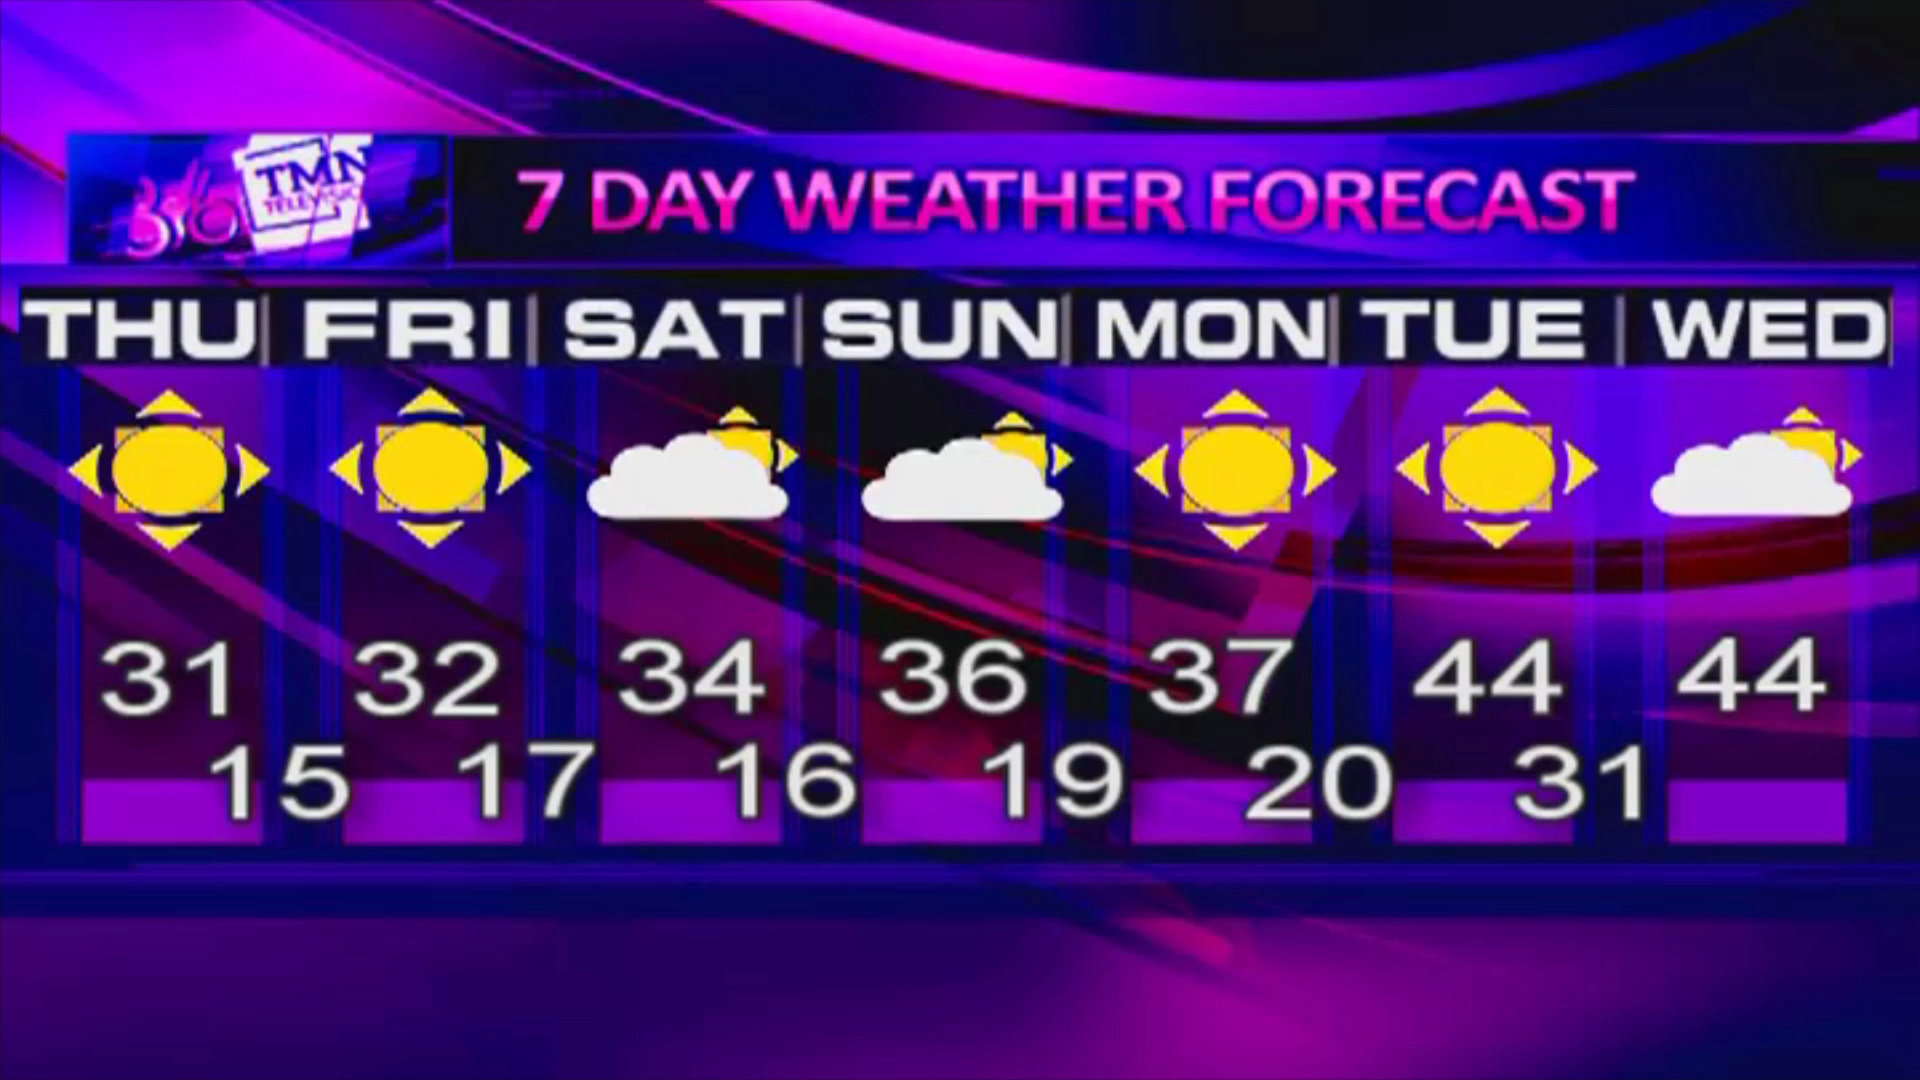 TMN
7 DAY WEATHER FORECAST
THU FRI SAT SUN MON TUE WED
31 32 34 36 37 44 44
15 17 16 19 20 31